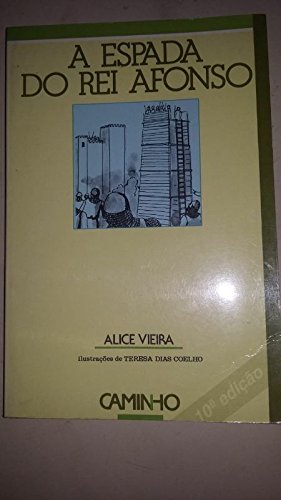 A ESPADA
DO REI AFONSO
ALICE VIEIRA
ilustrações de TERESA DIAS COELHO
CAMINHO
10ª edição